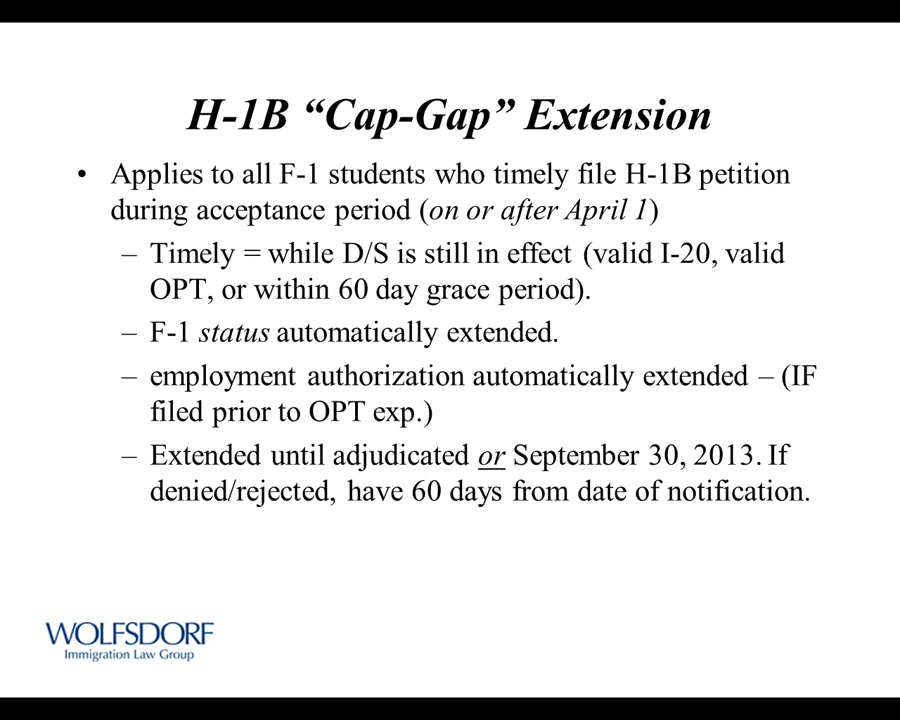 H-1B “Cap-Gap” Extension
• Applies to all F-1 students who timely file H-1B petition
during acceptance period (on or after April 1)
– Timely = while D/S is still in effect (valid I-20, valid
OPT, or within 60 day grace period).
– F-1 status automatically extended.
– employment authorization automatically extended – (IF
filed prior to OPT exp.)
– Extended until adjudicated or September 30, 2013. If
denied/rejected, have 60 days from date of notification.
WOLFSDORF
Immigration Law Group